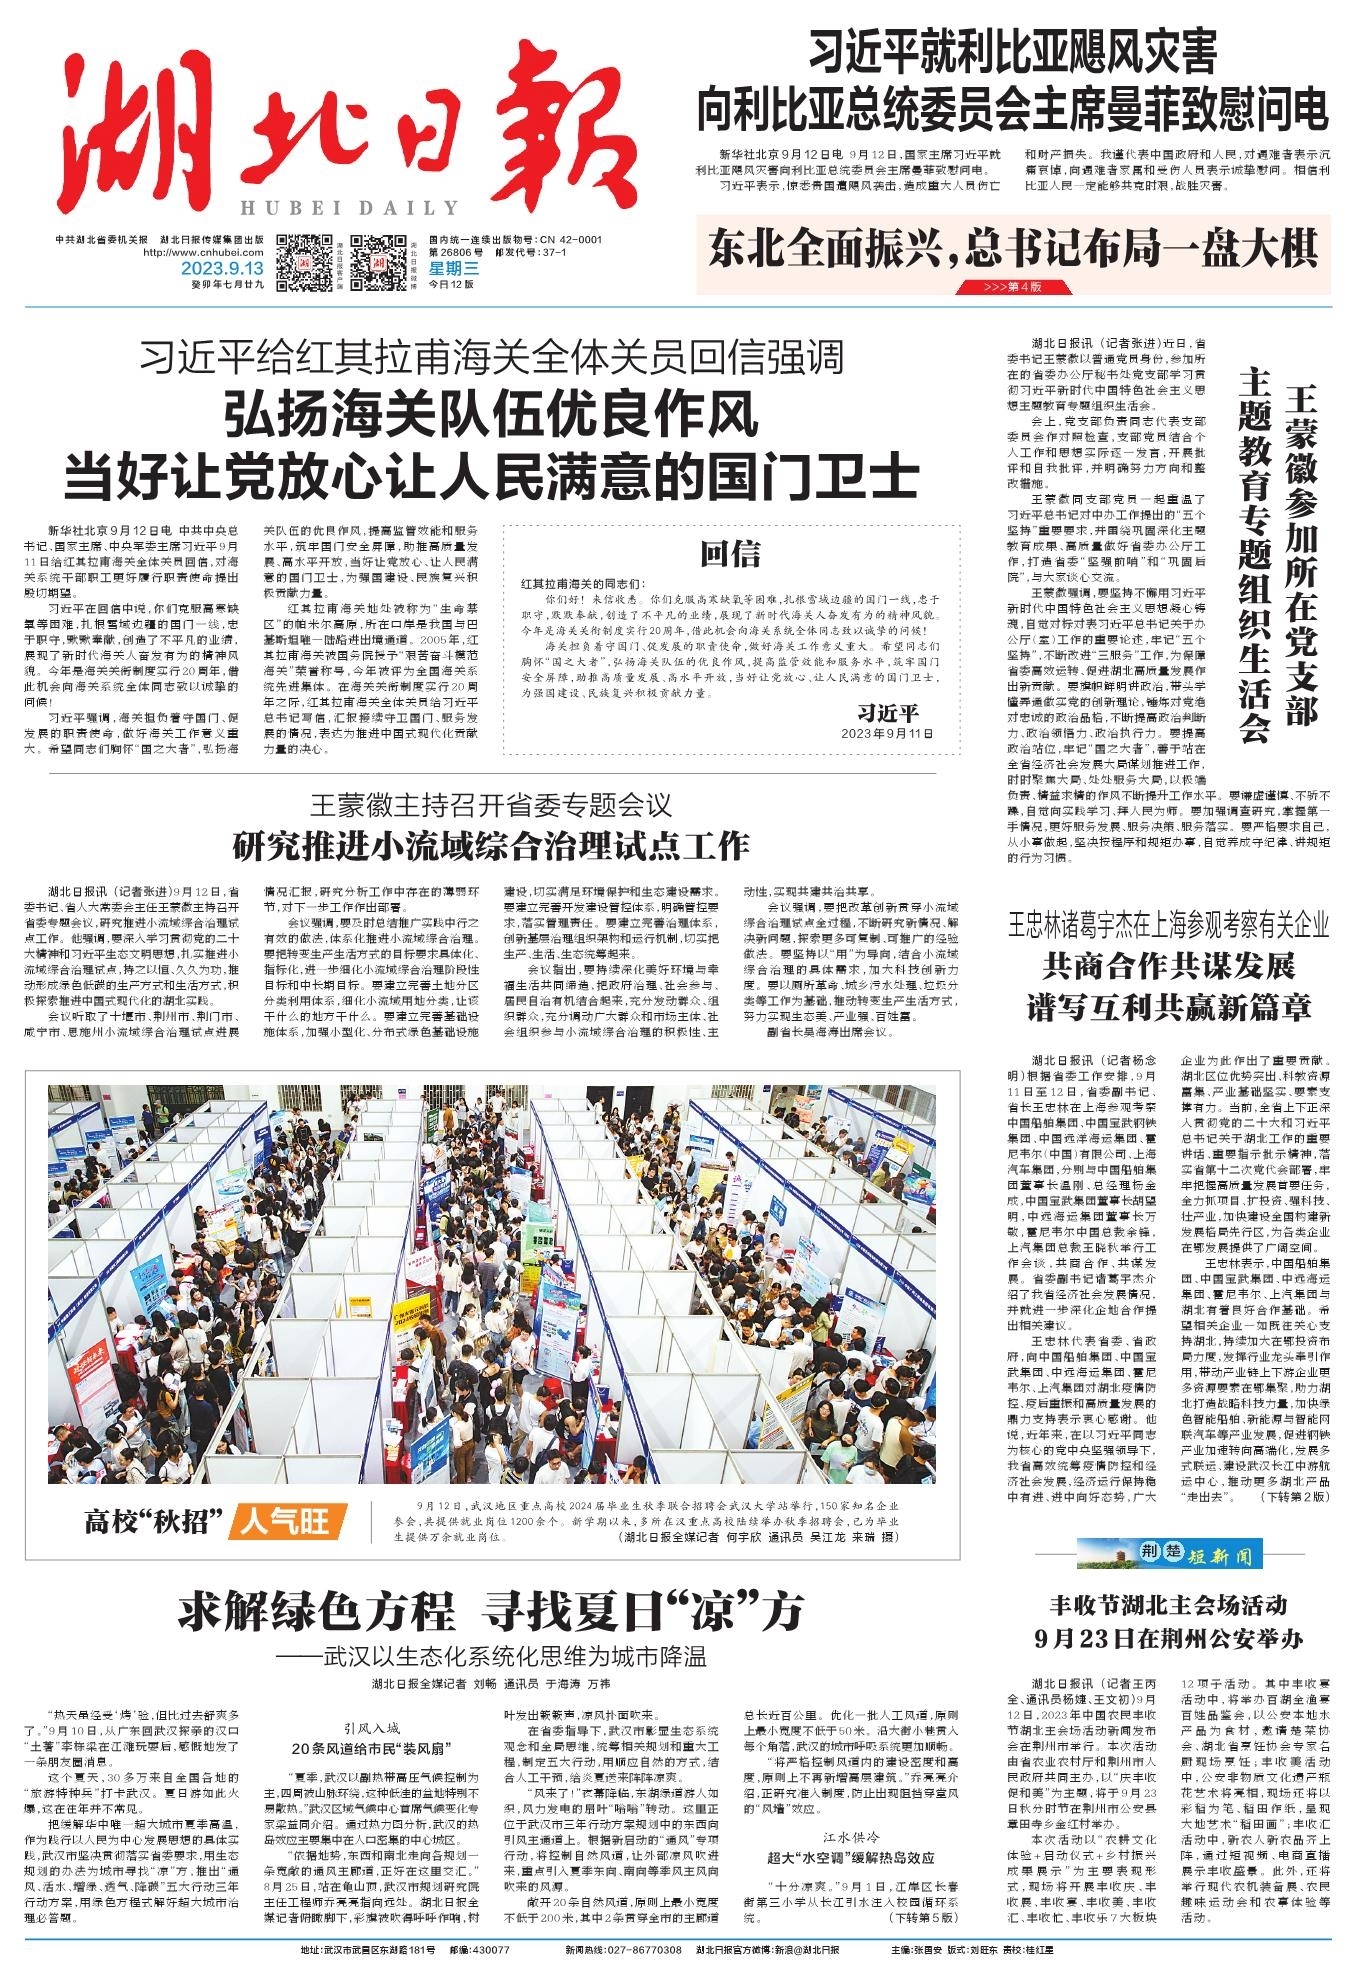 湖北日报
HUBEI DAILY
中共湖北省委机关报 湖北日报传媒集团出版
http://www.cnhubei.com
2023.9.13
癸卯年七月廿九
湖北日报客户端
湖北日报微博
国内统一连续出版物号:CN 42-0001
第26806号 邮发代号:37-1
星期三
今日12版
习近平就利比亚飓风灾害
向利比亚总统委员会主席曼菲致慰问电
新华社北京9月12日电 9月12日,国家主席习近平就
利比亚飓风灾害向利比亚总统委员会主席曼菲致慰问电。
习近平表示,惊悉贵国遭飓风袭击,造成重大人员伤亡
和财产损失。我谨代表中国政府和人民,对遇难者表示沉
痛哀悼,向遇难者家属和受伤人员表示诚挚慰问。相信利
比亚人民一定能够共克时艰,战胜灾害。
东北全面振兴,总书记布局一盘大棋
>>>第4版
习近平给红其拉甫海关全体关员回信强调
弘扬海关队伍优良作风
当好让党放心让人民满意的国门卫士
新华社北京9月12日电 中共中央总
书记、国家主席、中央军委主席习近平9月
11日给红其拉甫海关全体关员回信,对海
关系统干部职工更好履行职责使命提出
殷切期望。
习近平在回信中说,你们克服高寒缺
氧等困难,扎根雪域边疆的国门一线,忠
于职守,默默奉献,创造了不平凡的业绩,
展现了新时代海关人奋发有为的精神风
貌。今年是海关关衔制度实行20周年,借
此机会向海关系统全体同志致以诚挚的
问候!
习近平强调,海关担负着守国门、促
发展的职责使命,做好海关工作意义重
大。希望同志们胸怀“国之大者”,弘扬海
关队伍的优良作风,提高监管效能和服务
水平,筑牢国门安全屏障,助推高质量发
展、高水平开放,当好让党放心、让人民满
意的国门卫士,为强国建设、民族复兴积
极贡献力量。
红其拉甫海关地处被称为“生命禁
区”的帕米尔高原,所在口岸是我国与巴
基斯坦唯一陆路进出境通道。2005年,红
其拉甫海关被国务院授予“艰苦奋斗模范
海关”荣誉称号,今年被评为全国海关系
统先进集体。在海关关衔制度实行20周
年之际,红其拉甫海关全体关员给习近平
总书记写信,汇报接续守卫国门、服务发
展的情况,表达为推进中国式现代化贡献
力量的决心。
回信
红其拉甫海关的同志们:
你们好!来信收悉。你们克服高寒缺氧等困难,扎根雪域边疆的国门一线,忠于
职守,默默奉献,创造了不平凡的业绩,展现了新时代海关人奋发有为的精神风貌。
今年是海关关衔制度实行20周年,借此机会向海关系统全体同志致以诚挚的问候!
海关担负着守国门、促发展的职责使命,做好海关工作意义重大。希望同志们
胸怀“国之大者”,弘扬海关队伍的优良作风,提高监管效能和服务水平,筑牢国门
安全屏障,助推高质量发展、高水平开放,当好让党放心、让人民满意的国门卫士,
为强国建设、民族复兴积极贡献力量。
习近平
2023年9月11日
王蒙徽主持召开省委专题会议
研究推进小流域综合治理试点工作
湖北日报讯 (记者张进)9月12日,省
委书记、省人大常委会主任王蒙徽主持召开
省委专题会议,研究推进小流域综合治理试
点工作。他强调,要深入学习贯彻党的二十
大精神和习近平生态文明思想,扎实推进小
流域综合治理试点,持之以恒、久久为功,推
动形成绿色低碳的生产方式和生活方式,积
极探索推进中国式现代化的湖北实践。
会议听取了十堰市、荆州市、荆门市、
咸宁市、恩施州小流域综合治理试点进展
情况汇报,研究分析工作中存在的薄弱环
节,对下一步工作作出部署。
会议强调,要及时总结推广实践中行之
有效的做法,体系化推进小流域综合治理。
要把转变生产生活方式的目标要求具体化、
指标化,进一步细化小流域综合治理阶段性
目标和中长期目标。要建立完善土地分区
分类利用体系,细化小流域用地分类,让该
干什么的地方干什么。要建立完善基础设
施体系,加强小型化、分布式绿色基础设施
建设,切实满足环境保护和生态建设需求。
要建立完善开发建设管控体系,明确管控要
求,落实管理责任。要建立完善治理体系,
创新基层治理组织架构和运行机制,切实把
生产、生活、生态统筹起来。
会议指出,要持续深化美好环境与幸
福生活共同缔造,把政府治理、社会参与、
居民自治有机结合起来,充分发动群众、组
织群众,充分调动广大群众和市场主体、社
会组织参与小流域综合治理的积极性、主
动性,实现共建共治共享。
会议强调,要把改革创新贯穿小流域
综合治理试点全过程,不断研究新情况、解
决新问题,探索更多可复制、可推广的经验
做法。要坚持以“用”为导向,结合小流域
综合治理的具体需求,加大科技创新力
度。要以厕所革命、城乡污水处理、垃圾分
类等工作为基础,推动转变生产生活方式,
努力实现生态美、产业强、百姓富。
副省长吴海涛出席会议。
高校“秋招” 人气旺
9月12日,武汉地区重点高校2024届毕业生秋季联合招聘会武汉大学站举行,150家知名企业
参会,共提供就业岗位1200余个。新学期以来,多所在汉重点高校陆续举办秋季招聘会,已为毕业
生提供万余就业岗位。 (湖北日报全媒记者 何宇欣 通讯员 吴江龙 来瑞 摄)
求解绿色方程 寻找夏日“凉”方
——武汉以生态化系统化思维为城市降温
湖北日报全媒记者 刘畅 通讯员 于海涛 万祎
“热天虽经受‘烤’验,但比过去舒爽多
了。”9月10日,从广东回武汉探亲的汉口
“土著”李栋梁在江滩玩耍后,感慨地发了
一条朋友圈消息。
这个夏天,30多万来自全国各地的
“旅游特种兵”打卡武汉。夏日游如此火
爆,这在往年并不常见。
把缓解华中唯一超大城市夏季高温,
作为践行以人民为中心发展思想的具体实
践,武汉市坚决贯彻落实省委要求,用生态
规划的办法为城市寻找“凉”方,推出“通
风、活水、增绿、透气、降碳”五大行动三年
行动方案,用绿色方程式解好超大城市治
理必答题。
引风入城
20条风道给市民“装风扇”
“夏季,武汉以副热带高压气候控制为
主,四周被山脉环绕,这种低洼的盆地特别不
易散热。”武汉区域气候中心首席气候变化专
家梁益同介绍。通过热力图分析,武汉的热
岛效应主要集中在人口密集的中心城区。
“依据地势,东西和南北走向各规划一
条宽敞的通风主廊道,正好在这里交汇。”
8月25日,站在龟山顶,武汉市规划研究院
主任工程师乔亮亮指向远处。湖北日报全
媒记者俯瞰脚下,彩旗被吹得呼呼作响,树
叶发出簌簌声,凉风扑面吹来。
在省委指导下,武汉市彰显生态系统
观念和全局思维,统筹相关规划和重大工
程,制定五大行动,用顺应自然的方式,结
合人工干预,给炎夏送来阵阵凉爽。
“风来了!”夜幕降临,东湖绿道游人如
织,风力发电的扇叶“嗡嗡”转动。这里正
位于武汉市三年行动方案规划中的东西向
引风主通道上。根据新启动的“通风”专项
行动,将控制自然风道,让外部凉风吹进
来,重点引入夏季东向、南向等季风主风向
吹来的风源。
敞开20条自然风道,原则上最小宽度
不低于200米,其中2条贯穿全市的主廊道
总长近百公里。优化一批人工风道,原则
上最小宽度不低于50米。沿大街小巷贯入
每个角落,武汉的城市呼吸系统更加顺畅。
“将严格控制风道内的建设密度和高
度,原则上不再新增高层建筑。”乔亮亮介
绍,正研究准入制度,防止出现阻挡穿堂风
的“风墙”效应。
江水供冷
超大“水空调”缓解热岛效应
“十分凉爽。”9月1日,江岸区长春
街第三小学从长江引水注入校园循环系
统。 (下转第5版)
王蒙徽参加所在党支部
主题教育专题组织生活会
湖北日报讯 (记者张进)近日,省
委书记王蒙徽以普通党员身份,参加所
在的省委办公厅秘书处党支部学习贯
彻习近平新时代中国特色社会主义思
想主题教育专题组织生活会。
会上,党支部负责同志代表支部
委员会作对照检查,支部党员结合个
人工作和思想实际逐一发言,开展批
评和自我批评,并明确努力方向和整
改措施。
王蒙徽同支部党员一起重温了
习近平总书记对中办工作提出的“五个
坚持”重要要求,并围绕巩固深化主题
教育成果、高质量做好省委办公厅工
作,打造省委“坚强前哨”和“巩固后
院”,与大家谈心交流。
王蒙徽强调,要坚持不懈用习近平
新时代中国特色社会主义思想凝心铸
魂,自觉对标对表习近平总书记关于办
公厅(室)工作的重要论述,牢记“五个
坚持”,不断改进“三服务”工作,为保障
省委高效运转、促进湖北高质量发展作
出新贡献。要旗帜鲜明讲政治,带头学
懂弄通做实党的创新理论,锤炼对党绝
对忠诚的政治品格,不断提高政治判断
力、政治领悟力、政治执行力。要提高
政治站位,牢记“国之大者”,善于站在
全省经济社会发展大局谋划推进工作,
时时聚焦大局、处处服务大局,以极端
负责、精益求精的作风不断提升工作水平。要谦虚谨慎、不骄不
躁,自觉向实践学习、拜人民为师。要加强调查研究,掌握第一
手情况,更好服务发展、服务决策、服务落实。要严格要求自己,
从小事做起,坚决按程序和规矩办事,自觉养成守纪律、讲规矩
的行为习惯。
王忠林诸葛宇杰在上海参观考察有关企业
共商合作共谋发展
谱写互利共赢新篇章
湖北日报讯 (记者杨念
明)根据省委工作安排,9月
11日至12日,省委副书记、
省长王忠林在上海参观考察
中国船舶集团、中国宝武钢铁
集团、中国远洋海运集团、霍
尼韦尔(中国)有限公司、上海
汽车集团,分别与中国船舶集
团董事长温刚、总经理杨金
成,中国宝武集团董事长胡望
明,中远海运集团董事长万
敏,霍尼韦尔中国总裁余锋,
上汽集团总裁王晓秋举行工
作会谈,共商合作、共谋发
展。省委副书记诸葛宇杰介
绍了我省经济社会发展情况,
并就进一步深化企地合作提
出相关建议。
王忠林代表省委、省政
府,向中国船舶集团、中国宝
武集团、中远海运集团、霍尼
韦尔、上汽集团对湖北疫情防
控、疫后重振和高质量发展的
鼎力支持表示衷心感谢。他
说,近年来,在以习近平同志
为核心的党中央坚强领导下,
我省高效统筹疫情防控和经
济社会发展,经济运行保持稳
中有进、进中向好态势,广大
企业为此作出了重要贡献。
湖北区位优势突出、科教资源
富集、产业基础坚实、要素支
撑有力。当前,全省上下正深
入贯彻党的二十大和习近平
总书记关于湖北工作的重要
讲话、重要指示批示精神,落
实省第十二次党代会部署,牢
牢把握高质量发展首要任务,
全力抓项目、扩投资、强科技、
壮产业,加快建设全国构建新
发展格局先行区,为各类企业
在鄂发展提供了广阔空间。
王忠林表示,中国船舶集
团、中国宝武集团、中远海运
集团、霍尼韦尔、上汽集团与
湖北有着良好合作基础。希
望相关企业一如既往关心支
持湖北,持续加大在鄂投资布
局力度,发挥行业龙头牵引作
用,带动产业链上下游企业更
多资源要素在鄂集聚,助力湖
北打造战略科技力量,加快绿
色智能船舶、新能源与智能网
联汽车等产业发展,促进钢铁
产业加速转向高端化,发展多
式联运、建设武汉长江中游航
运中心,推动更多湖北产品
“走出去”。 (下转第2版)
荆楚短新闻
丰收节湖北主会场活动
9月23日在荆州公安举办
湖北日报讯 (记者王丙
全、通讯员杨婕、王文初)9月
12日,2023年中国农民丰收
节湖北主会场活动新闻发布
会在荆州市举行。本次活动
由省农业农村厅和荆州市人
民政府共同主办,以“庆丰收
促和美”为主题,将于9月23
日秋分时节在荆州市公安县
章田寺乡金红村举办。
本次活动以“农耕文化
体验+启动仪式+乡村振兴
成果展示”为主要表现形
式,现场将开展丰收庆、丰
收展、丰收宴、丰收美、丰收
汇、丰收忙、丰收乐7大板块
12项子活动。其中丰收宴
活动中,将举办百湖全渔宴
百姓品鉴会,以公安本地水
产品为食材,邀请楚菜协
会、湖北省烹饪协会专家名
厨现场烹饪;丰收美活动
中,公安非物质文化遗产瓶
花艺术将亮相,现场还将以
彩稻为笔、稻田作纸,呈现
大地艺术“稻田画”;丰收汇
活动中,新农人新农品齐上
阵,通过短视频、电商直播
展示丰收盛景。此外,还将
举行现代农机装备展、农民
趣味运动会和农事体验等
活动。
地址:武汉市武昌区东湖路181号 邮编:430077 新闻热线:027-86770308 湖北日报官方微博:新浪@湖北日报 主编:张国安 版式:刘旺东 责校:桂红星